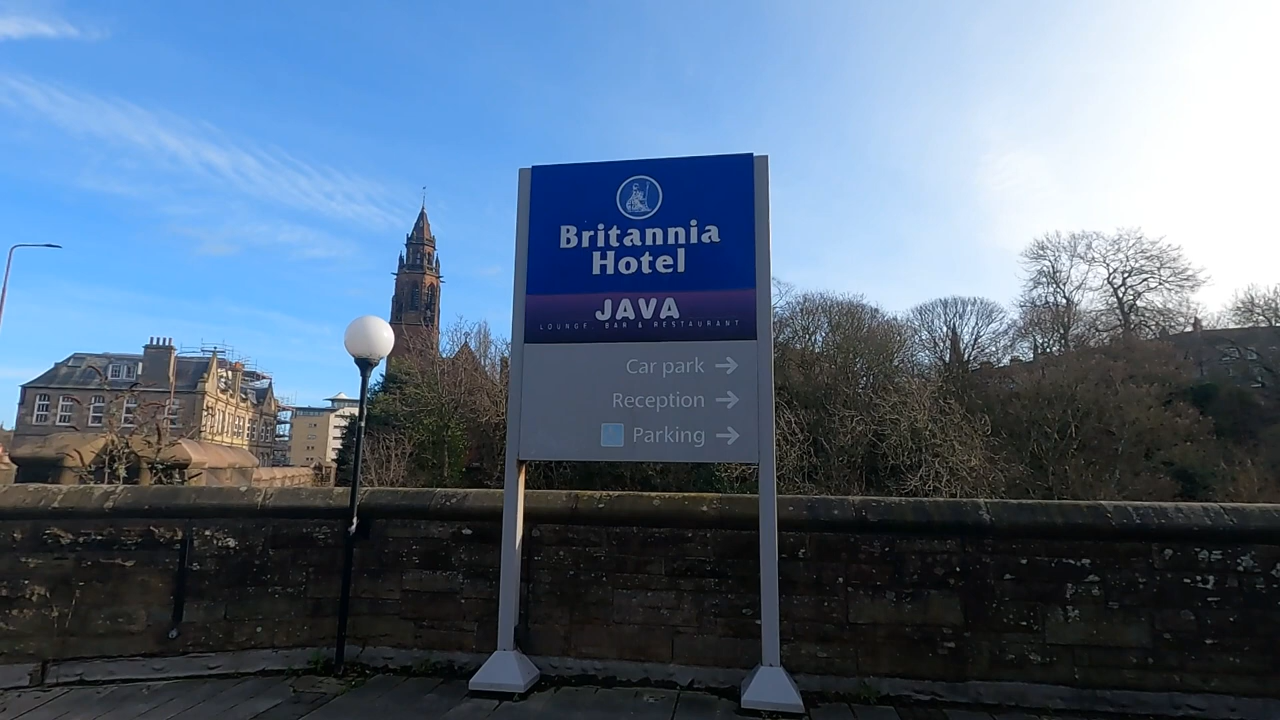 Britannia
Hotel
JAVA
LOUNGE, BAR & RESTAURANT
Car park →
Reception →
Parking →